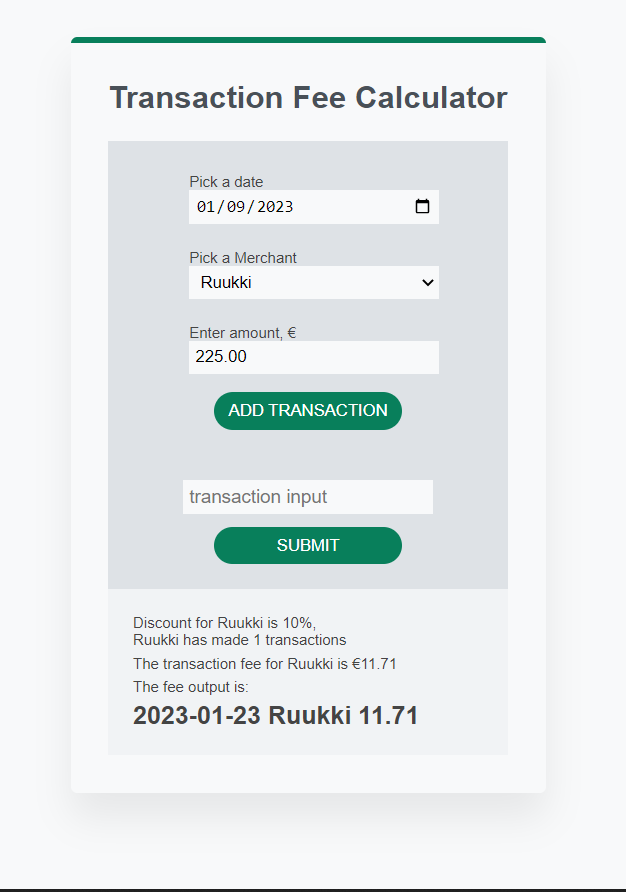 Transaction Fee Calculator
Pick a date
01/09/2023
Pick a Merchant
Ruukki
Enter amount, €
225.00
ADD TRANSACTION
transaction input
SUBMIT
Discount for Ruukki is 10%,
Ruukki has made 1 transactions
The transaction fee for Ruukki is €11.71
The fee output is:
2023-01-23 Ruukki 11.71